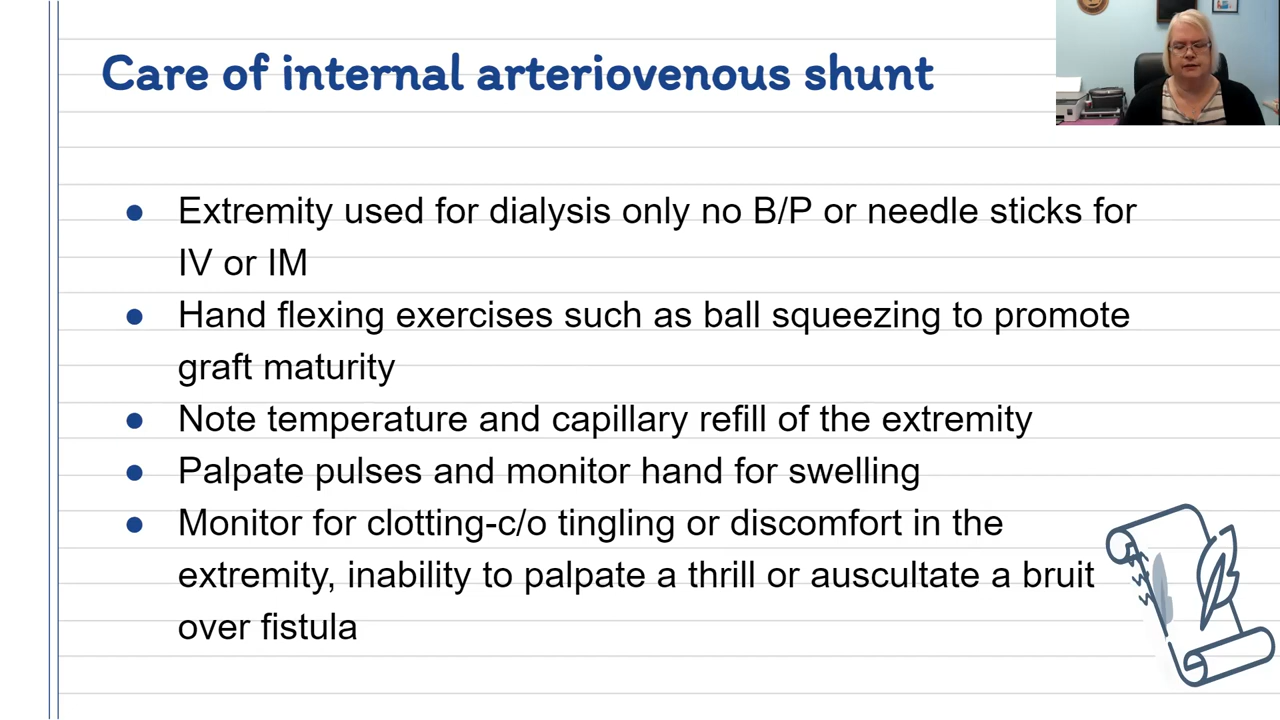 Care of internal arteriovenous shunt
● Extremity used for dialysis only no B/P or needle sticks for
IV or IM
● Hand flexing exercises such as ball squeezing to promote
graft maturity
● Note temperature and capillary refill of the extremity
● Palpate pulses and monitor hand for swelling
● Monitor for clotting-c/o tingling or discomfort in the
extremity, inability to palpate a thrill or auscultate a bruit
over fistula